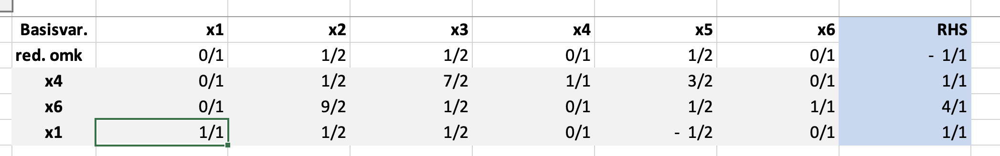 Basisvar. x1 x2 x3 x4 x5 x6 RHS
red. omk 0/1 1/2 1/2 0/1 1/2 0/1 - 1/1
x4 0/1 1/2 7/2 1/1 3/2 0/1 1/1
x6 0/1 9/2 1/2 0/1 1/2 1/1 4/1
x1 1/1 1/2 1/2 0/1 - 1/2 0/1 1/1